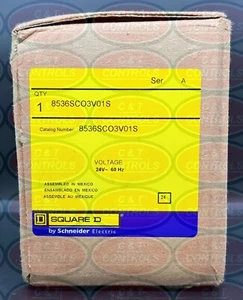 Ser A
QTY
1 8536SCO3V01S
Catalog Number 8536SCO3V01S
VOLTAGE
24V~ 60 Hz
ASSEMBLED IN MEXICO
ENSAMBLADO EN MEXICO
ASSEMBLE AU MEXIQUE
SQUARE D
by Schneider Electric
C&T
CONTROLS